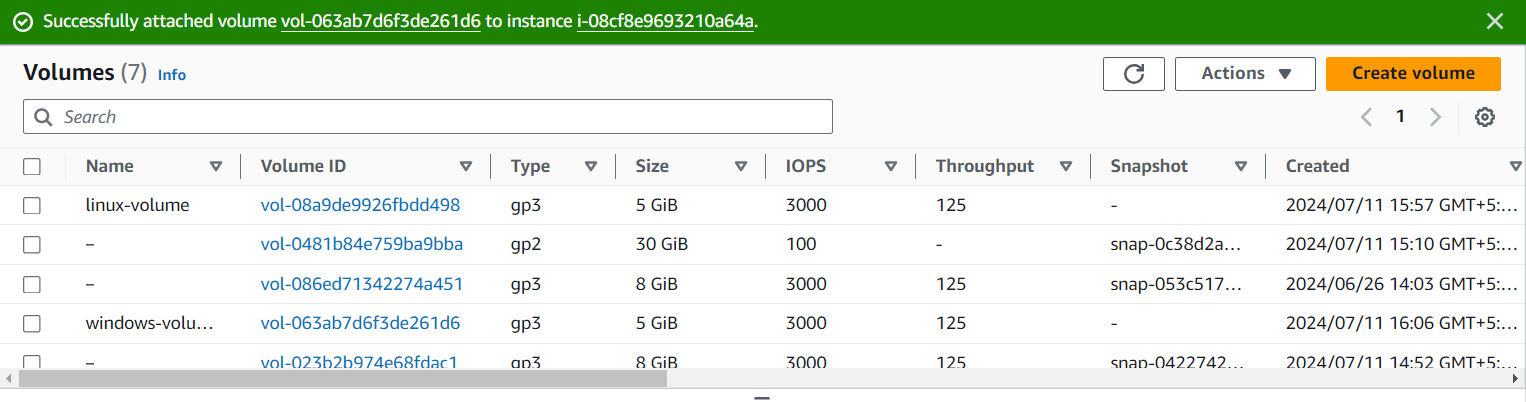 Successfully attached volume vol-063ab7d6f3de261d6 to instance i-08cf8e9693210a64a.
Volumes (7) Info
Actions
Create volume
Search
1
Name Volume ID Type Size IOPS Throughput Snapshot Created
linux-volume vol-08a9de9926fbdd498 gp3 5 GiB 3000 125 - 2024/07/11 15:57 GMT+5:...
– vol-0481b84e759ba9bba gp2 30 GiB 100 - snap-0c38d2a... 2024/07/11 15:10 GMT+5:...
– vol-086ed71342274a451 gp3 8 GiB 3000 125 snap-053c517... 2024/06/26 14:03 GMT+5:...
windows-volu... vol-063ab7d6f3de261d6 gp3 5 GiB 3000 125 - 2024/07/11 16:06 GMT+5:...
– vol-023b2b974e68fdac1 gp3 8 GiB 3000 125 snap-0422742... 2024/07/11 14:52 GMT+5:...